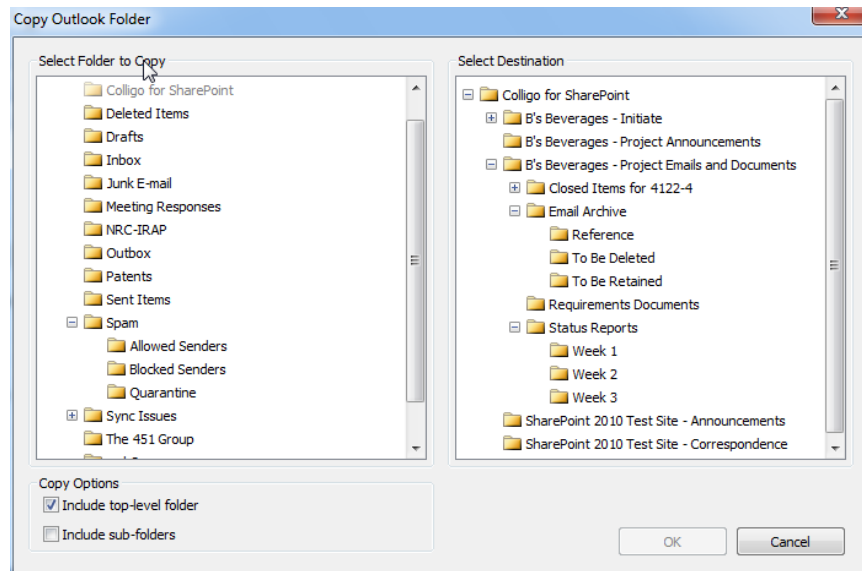 Copy Outlook Folder
Select Folder to Copy
Colligo for SharePoint
Deleted Items
Drafts
Inbox
Junk E-mail
Meeting Responses
NRC-IRAP
Outbox
Patents
Sent Items
Spam
Allowed Senders
Blocked Senders
Quarantine
Sync Issues
The 451 Group
Select Destination
Colligo for SharePoint
B's Beverages - Initiate
B's Beverages - Project Announcements
B's Beverages - Project Emails and Documents
Closed Items for 4122-4
Email Archive
Reference
To Be Deleted
To Be Retained
Requirements Documents
Status Reports
Week 1
Week 2
Week 3
SharePoint 2010 Test Site - Announcements
SharePoint 2010 Test Site - Correspondence
Copy Options
Include top-level folder
Include sub-folders
OK
Cancel